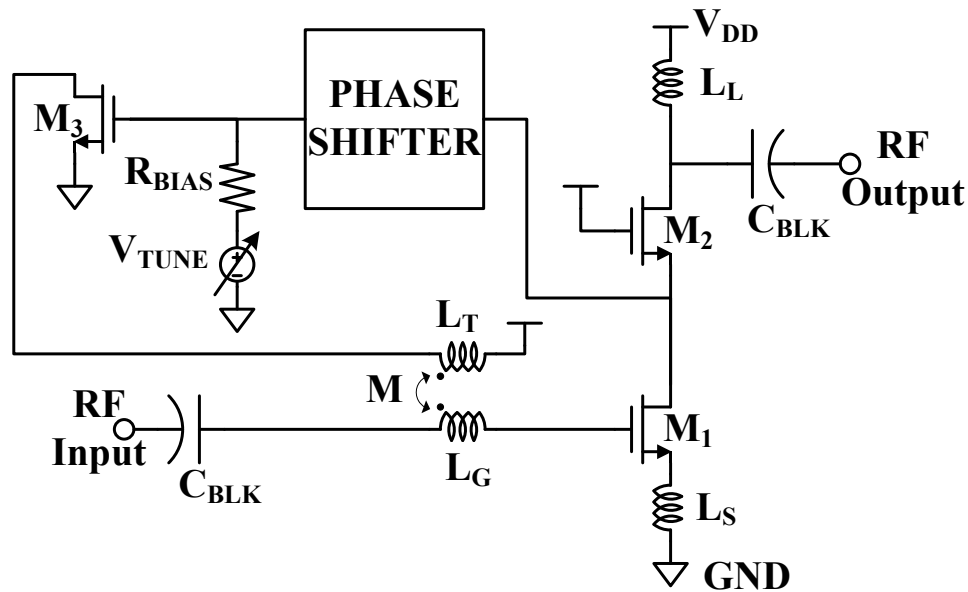 V_DD
L_L
PHASE
SHIFTER
M_3
R_BIAS
V_TUNE
RF
Output
C_BLK
M_2
L_T
M
RF
Input
C_BLK
L_G
M_1
L_S
GND